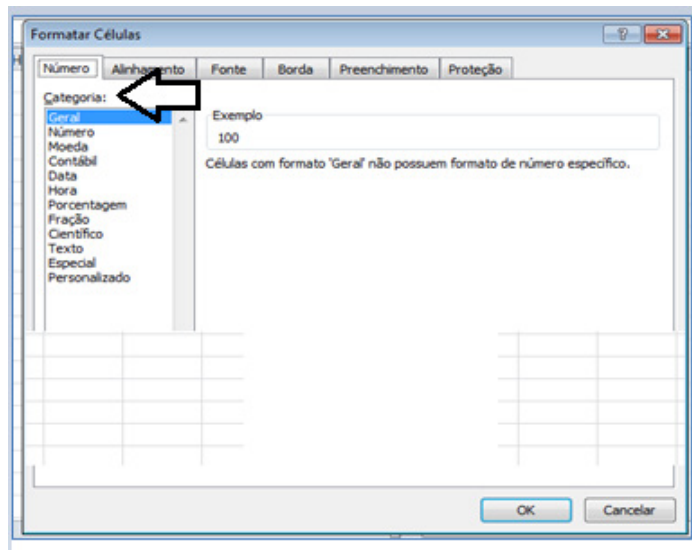 Formatar Células
Número Alinhamento Fonte Borda Preenchimento Proteção
Categoria:
Geral
Número
Moeda
Contábil
Data
Hora
Porcentagem
Fração
Científico
Texto
Especial
Personalizado
Exemplo
100
Células com formato 'Geral' não possuem formato de número específico.
OK Cancelar